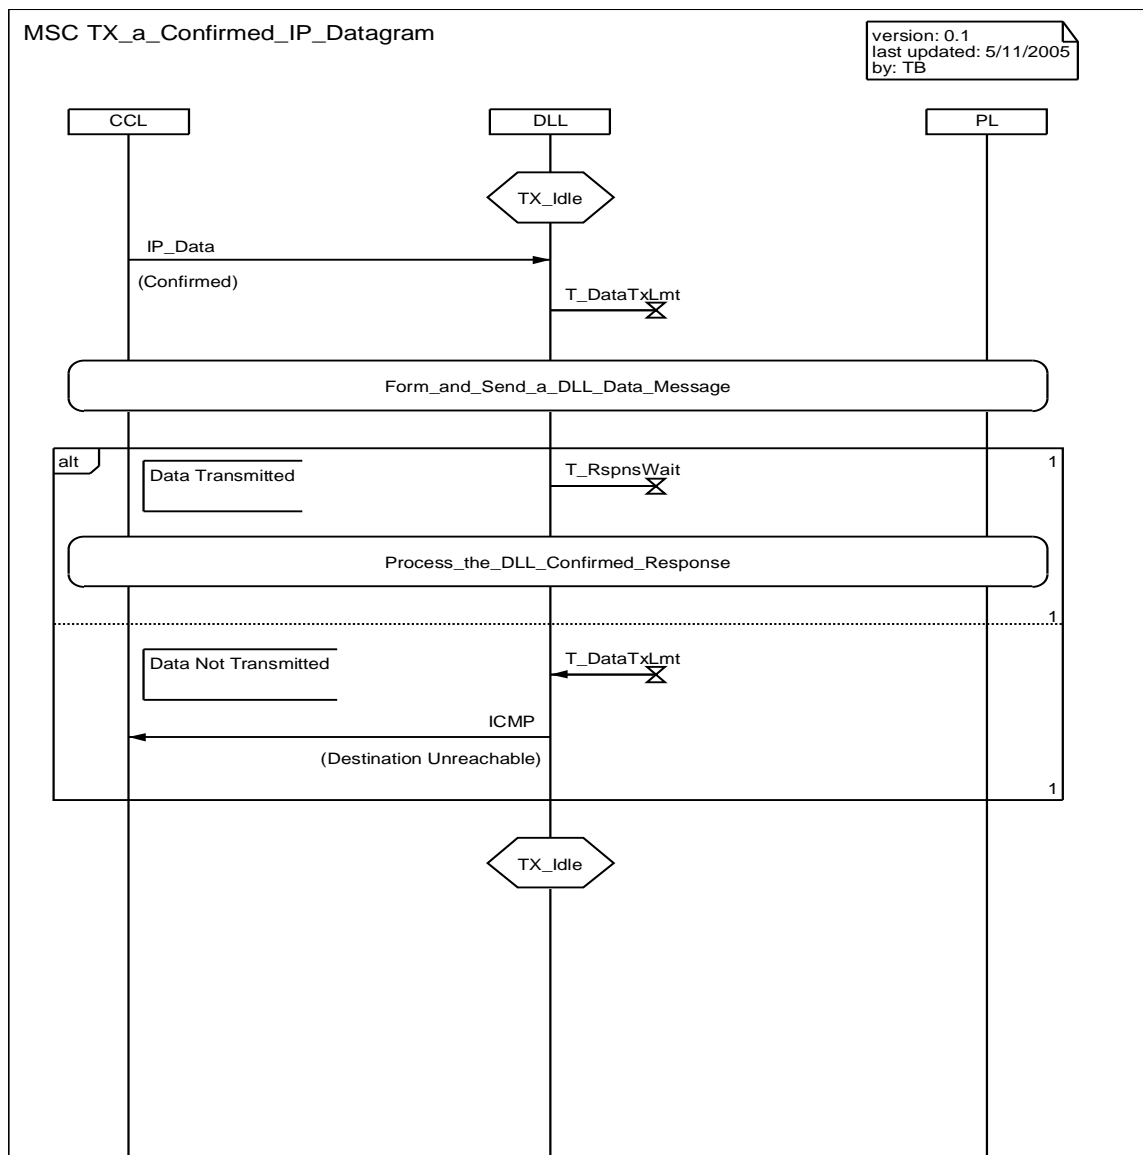 MSC TX_a_Confirmed_IP_Datagram
version: 0.1
last updated: 5/11/2005
by: TB
CCL
DLL
PL
TX_Idle
IP_Data
(Confirmed)
T_DataTxLmt
Form_and_Send_a_DLL_Data_Message
alt
1
Data Transmitted
T_RspnsWait
Process_the_DLL_Confirmed_Response
1
Data Not Transmitted
T_DataTxLmt
ICMP
(Destination Unreachable)
1
TX_Idle